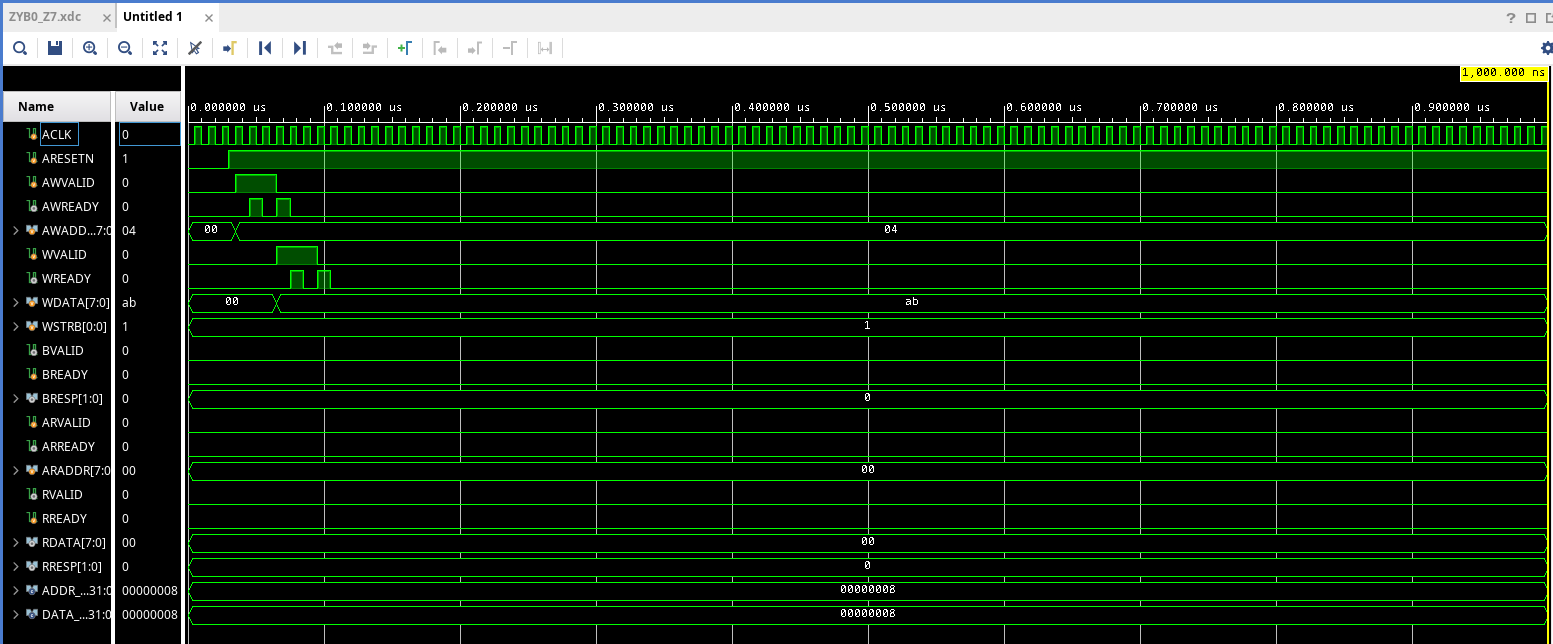 ZYB0_Z7.xdc × Untitled 1 ×
?
1,000.000 ns
Name Value 0.000000 us 0.100000 us 0.200000 us 0.300000 us 0.400000 us 0.500000 us 0.600000 us 0.700000 us 0.800000 us 0.900000 us
ACLK 0
ARESETN 1
AWVALID 0
AWREADY 0
AWADD...7:0 04 00 04
WVALID 0
WREADY 0
WDATA[7:0] ab 00 ab
WSTRB[0:0] 1 1
BVALID 0
BREADY 0
BRESP[1:0] 0 0
ARVALID 0
ARREADY 0
ARADDR[7:0 00 00
RVALID 0
RREADY 0
RDATA[7:0] 00 00
RRESP[1:0] 0 0
ADDR_...31:0 00000008 00000008
DATA_...31:0 00000008 00000008